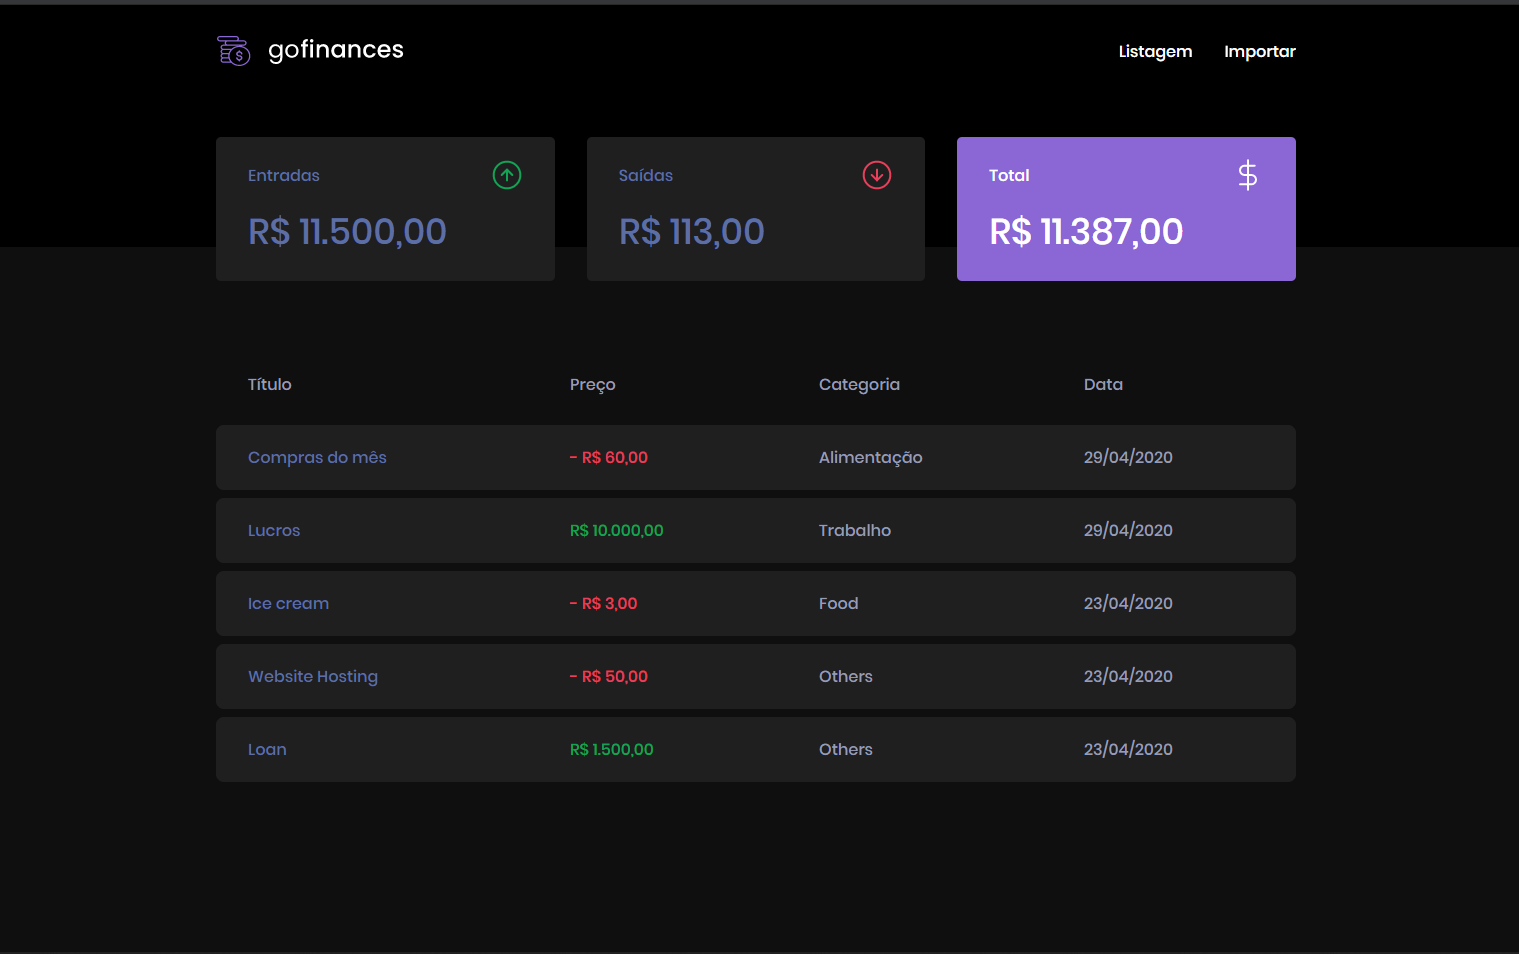 gofinances
Listagem Importar
Entradas
R$ 11.500,00
Saídas
R$ 113,00
Total
R$ 11.387,00
Título Preço Categoria Data
Compras do mês - R$ 60,00 Alimentação 29/04/2020
Lucros R$ 10.000,00 Trabalho 29/04/2020
Ice cream - R$ 3,00 Food 23/04/2020
Website Hosting - R$ 50,00 Others 23/04/2020
Loan R$ 1.500,00 Others 23/04/2020